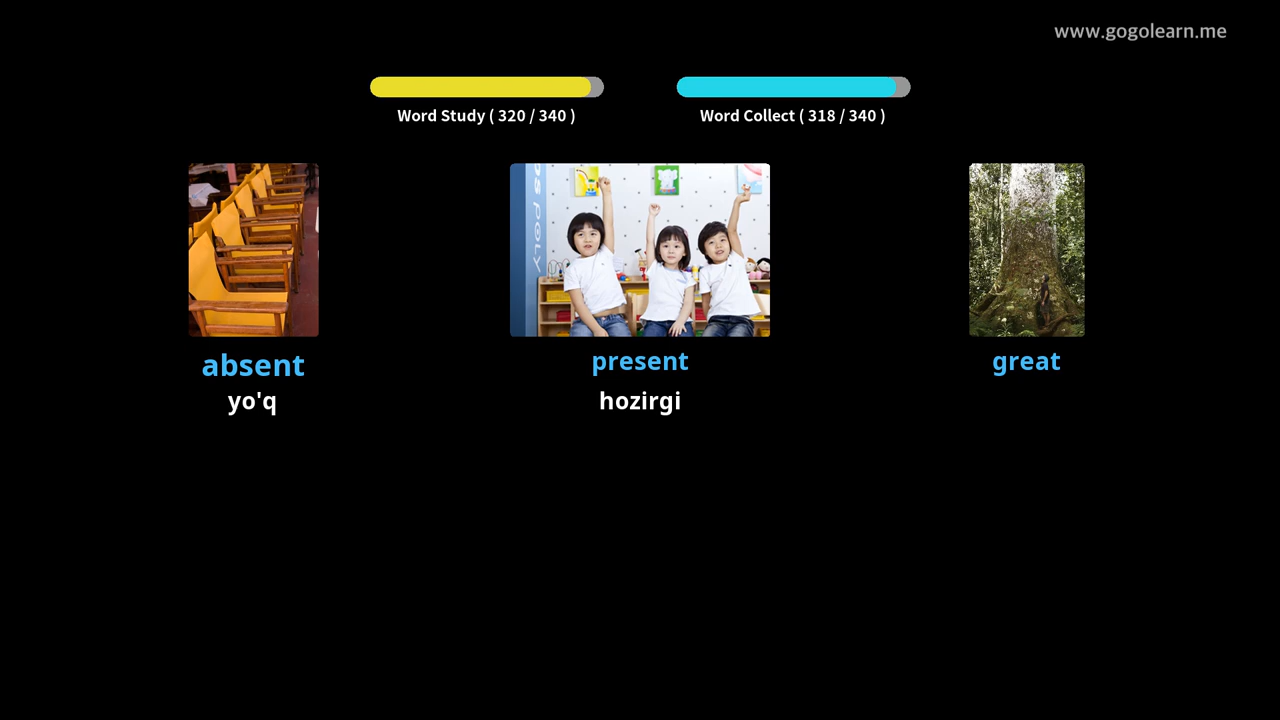 www.gogolearn.me
Word Study ( 320 / 340 )
Word Collect ( 318 / 340 )
absent
present
great
yo'q
hozirgi